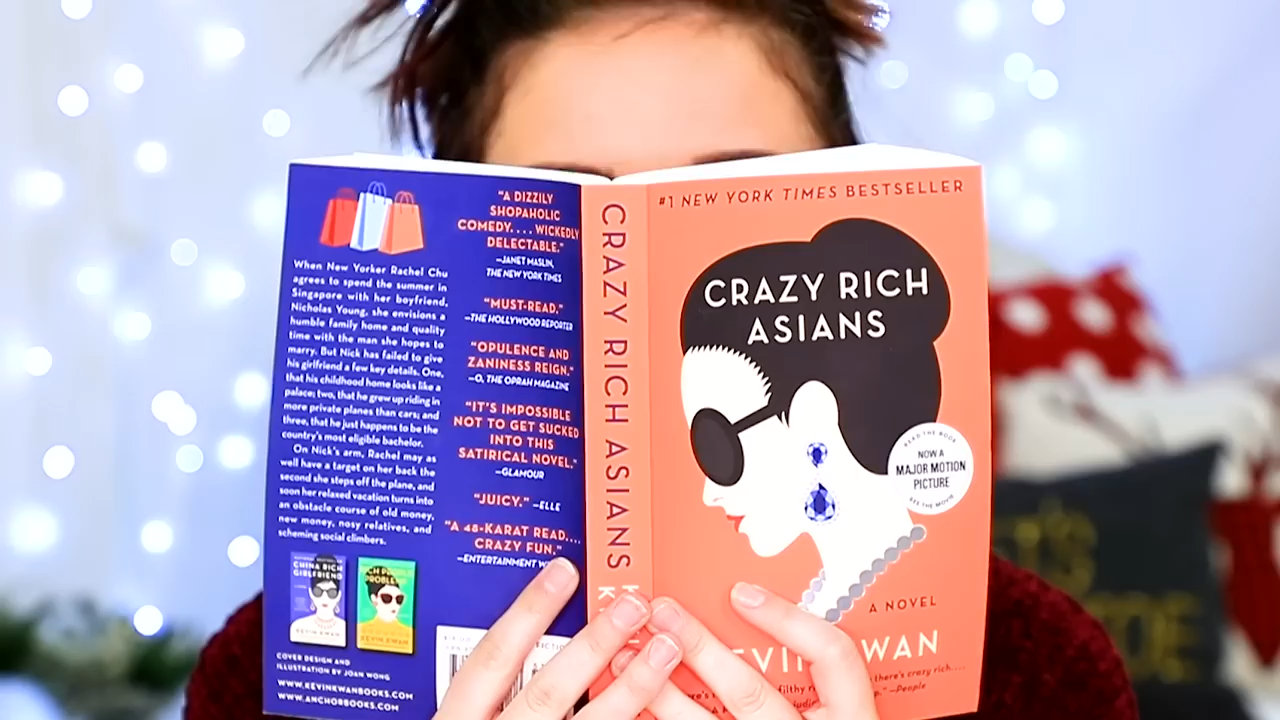 When New Yorker Rachel Chu
agrees to spend the summer in
Singapore with her boyfriend,
Nicholas Young, she envisions a
humble family home and quality
time with the man she hopes to
marry. But Nick has failed to give
his girlfriend a few key details. One,
that his childhood home looks like a
palace; two, that he grew up riding in
more private planes than cars; and
three, that he just happens to be the
country's most eligible bachelor.
On Nick's arm, Rachel may as
well have a target on her back the
second she steps off the plane, and
soon her relaxed vacation turns into
an obstacle course of old money,
new money, nosy relatives, and
scheming social climbers.
CHINA RICH
GIRLFRIEND
KEVIN KWAN
KEVIN KWAN
COVER DESIGN AND
ILLUSTRATION BY JOAN WONG
WWW.KEVINKWANBOOKS.COM
WWW.ANCHORBOOKS.COM
"A DIZZILY
SHOPAHOLIC
COMEDY.... WICKEDLY
DELECTABLE."
—JANET MASLIN,
THE NEW YORK TIMES
"MUST-READ."
—THE HOLLYWOOD REPORTER
"OPULENCE AND
ZANINESS REIGN."
—O, THE OPRAH MAGAZINE
"IT'S IMPOSSIBLE
NOT TO GET SUCKED
INTO THIS
SATIRICAL NOVEL."
—GLAMOUR
"JUICY." —ELLE
"A 48-KARAT READ....
CRAZY FUN."
—ENTERTAINMENT W
CRAZY RICH ASIANS
#1 NEW YORK TIMES BESTSELLER
CRAZY RICH
ASIANS
READ THE BOOK
NOW A
MAJOR MOTION
PICTURE
SEE THE MOVIE
A NOVEL
EVIN KWAN
there's crazy rich....
filthy
" —People